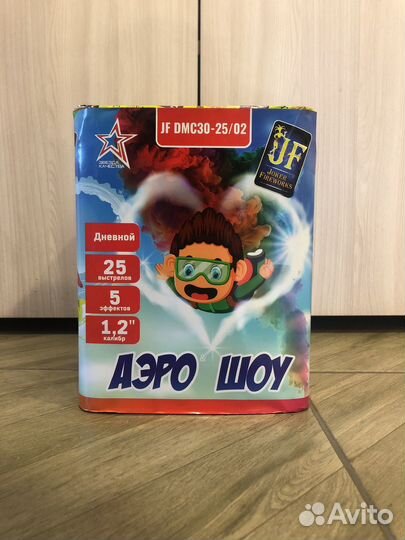 JF DMC30-25/02
ЗВЕЗДА
КАЧЕСТВА
JF
JOKER
FIREWORKS
Дневной
25
выстрелов
5
эффектов
1,2"
калибр
АЭРО ШОУ
Avito